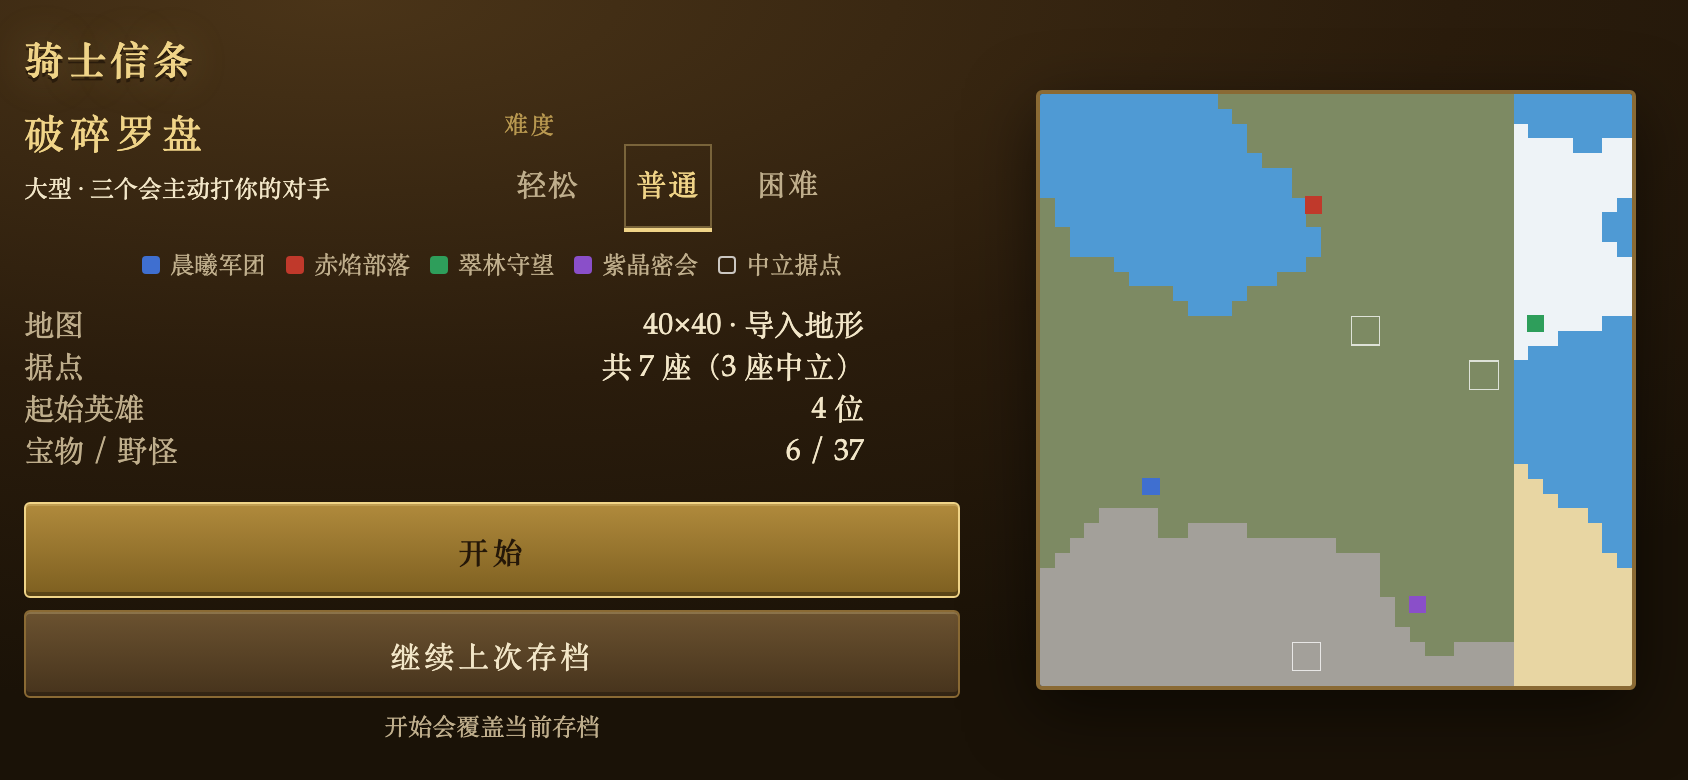 骑士信条
破碎罗盘
大型 · 三个会主动打你的对手
难度
轻松 普通 困难
晨曦军团 赤焰部落 翠林守望 紫晶密会 中立据点
地图 40×40 · 导入地形
据点 共 7 座（3 座中立）
起始英雄 4 位
宝物 / 野怪 6 / 37
开始
继续上次存档
开始会覆盖当前存档